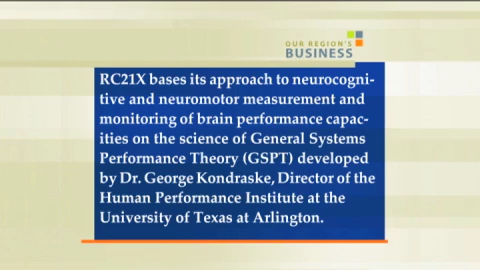 OUR REGION'S
BUSINESS
RC21X bases its approach to neurocogni-
tive and neuromotor measurement and
monitoring of brain performance capac-
ities on the science of General Systems
Performance Theory (GSPT) developed
by Dr. George Kondraske, Director of the
Human Performance Institute at the
University of Texas at Arlington.